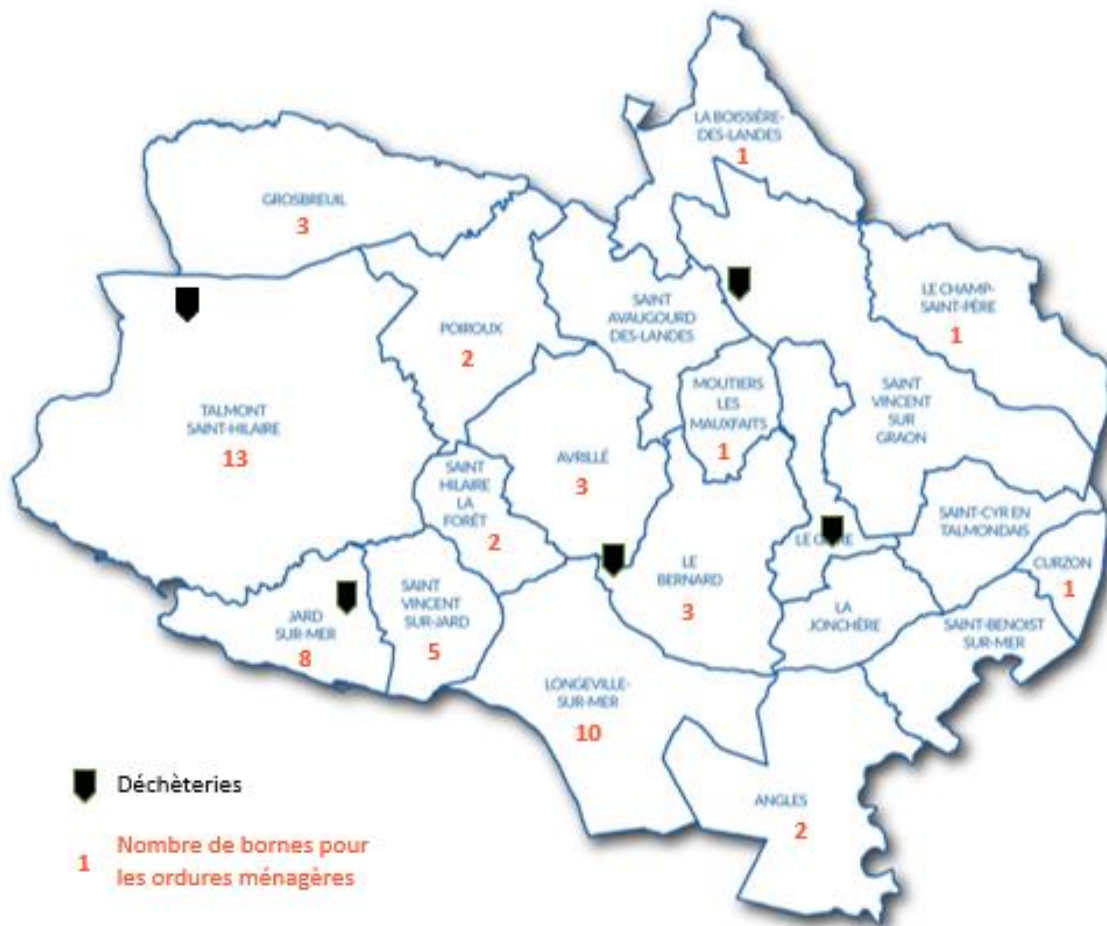 LA BOISSIÈRE-
DES-LANDES
1
GROSBREUIL
3
LE CHAMP-
SAINT-PÈRE
1
SAINT
AVAUGOURD
DES-LANDES
POIROUX
2
MOUTIERS
LES
MAUXFAITS
1
SAINT
VINCENT
SUR
GRAON
TALMONT
SAINT-HILAIRE
13
AVRILLÉ
3
SAINT
HILAIRE
LA
FORÊT
2
SAINT-CYR EN
TALMONDAIS
LE
LE
BERNARD
3
CURZON
1
SAINT
VINCENT
SUR-JARD
5
JARD
SUR-MER
8
LA
JONCHÈRE
SAINT-BENOIST
SUR-MER
LONGEVILLE-
SUR-MER
10
ANGLES
2
Déchèteries
1 Nombre de bornes pour
les ordures ménagères